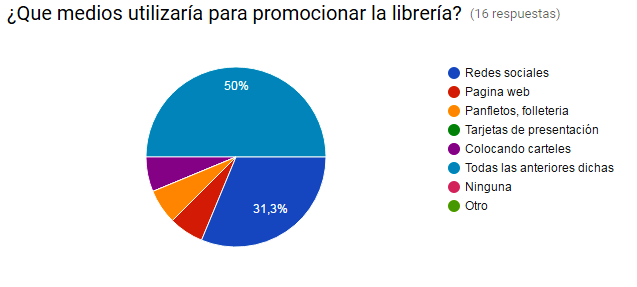 ¿Que medios utilizaría para promocionar la librería? (16 respuestas)
50%
31,3%
Redes sociales
Pagina web
Panfletos, folleteria
Tarjetas de presentación
Colocando carteles
Todas las anteriores dichas
Ninguna
Otro